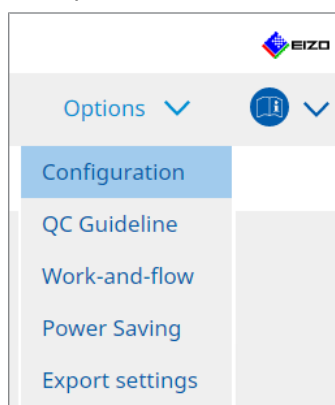 EIZO
Options
Configuration
QC Guideline
Work-and-flow
Power Saving
Export settings